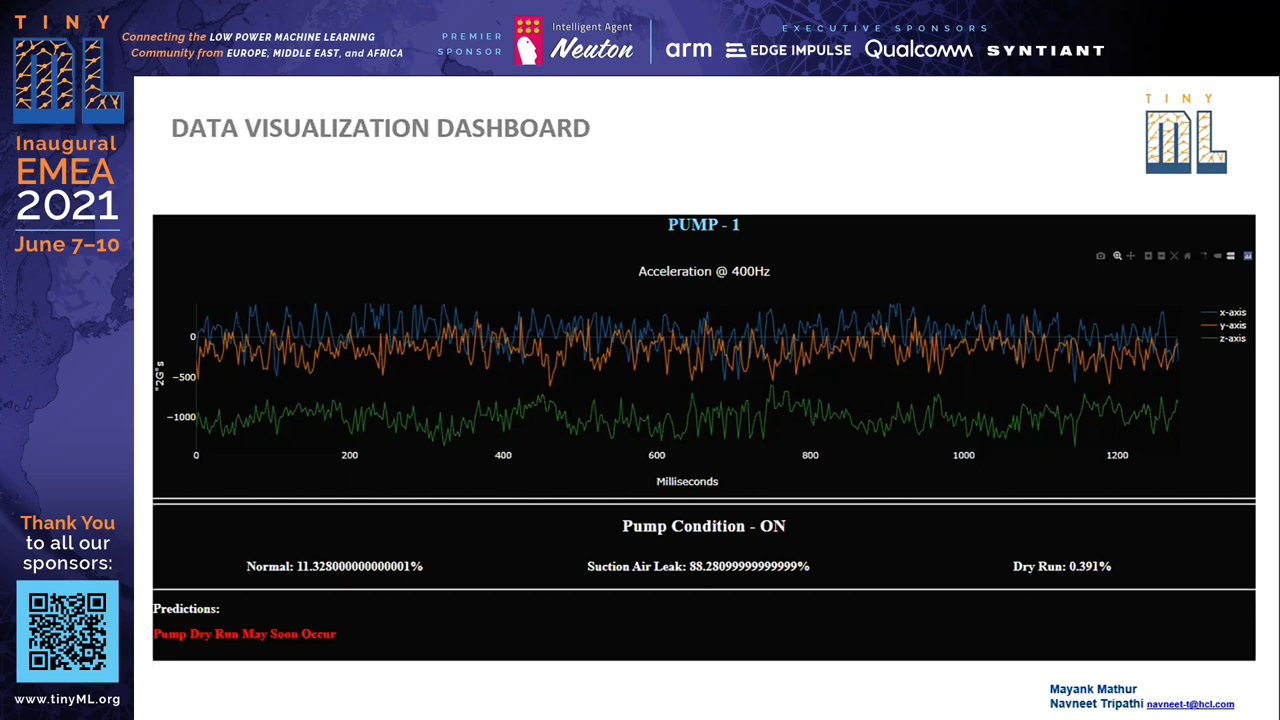 TINY
ML
Connecting the LOW POWER MACHINE LEARNING
Community from EUROPE, MIDDLE EAST, and AFRICA
PREMIER
SPONSOR
Intelligent Agent
Neuton
EXECUTIVE SPONSORS
arm
EDGE IMPULSE
Qualcomm
SYNTIANT
Inaugural
EMEA
2021
June 7–10
Thank You
to all our
sponsors:
www.tinyML.org
DATA VISUALIZATION DASHBOARD
TINY
ML
PUMP - 1
Acceleration @ 400Hz
x-axis
y-axis
z-axis
0
−500
−1000
"2G"s
0 200 400 600 800 1000 1200
Milliseconds
Pump Condition - ON
Normal: 11.328000000000001% Suction Air Leak: 88.28099999999999% Dry Run: 0.391%
Predictions:
Pump Dry Run May Soon Occur
Mayank Mathur
Navneet Tripathi navneet-t@hcl.com